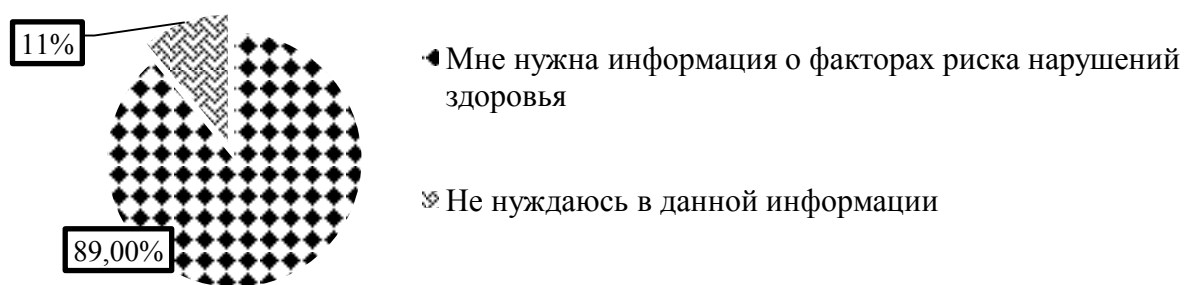 11%
Мне нужна информация о факторах риска нарушений
здоровья
Не нуждаюсь в данной информации
89,00%